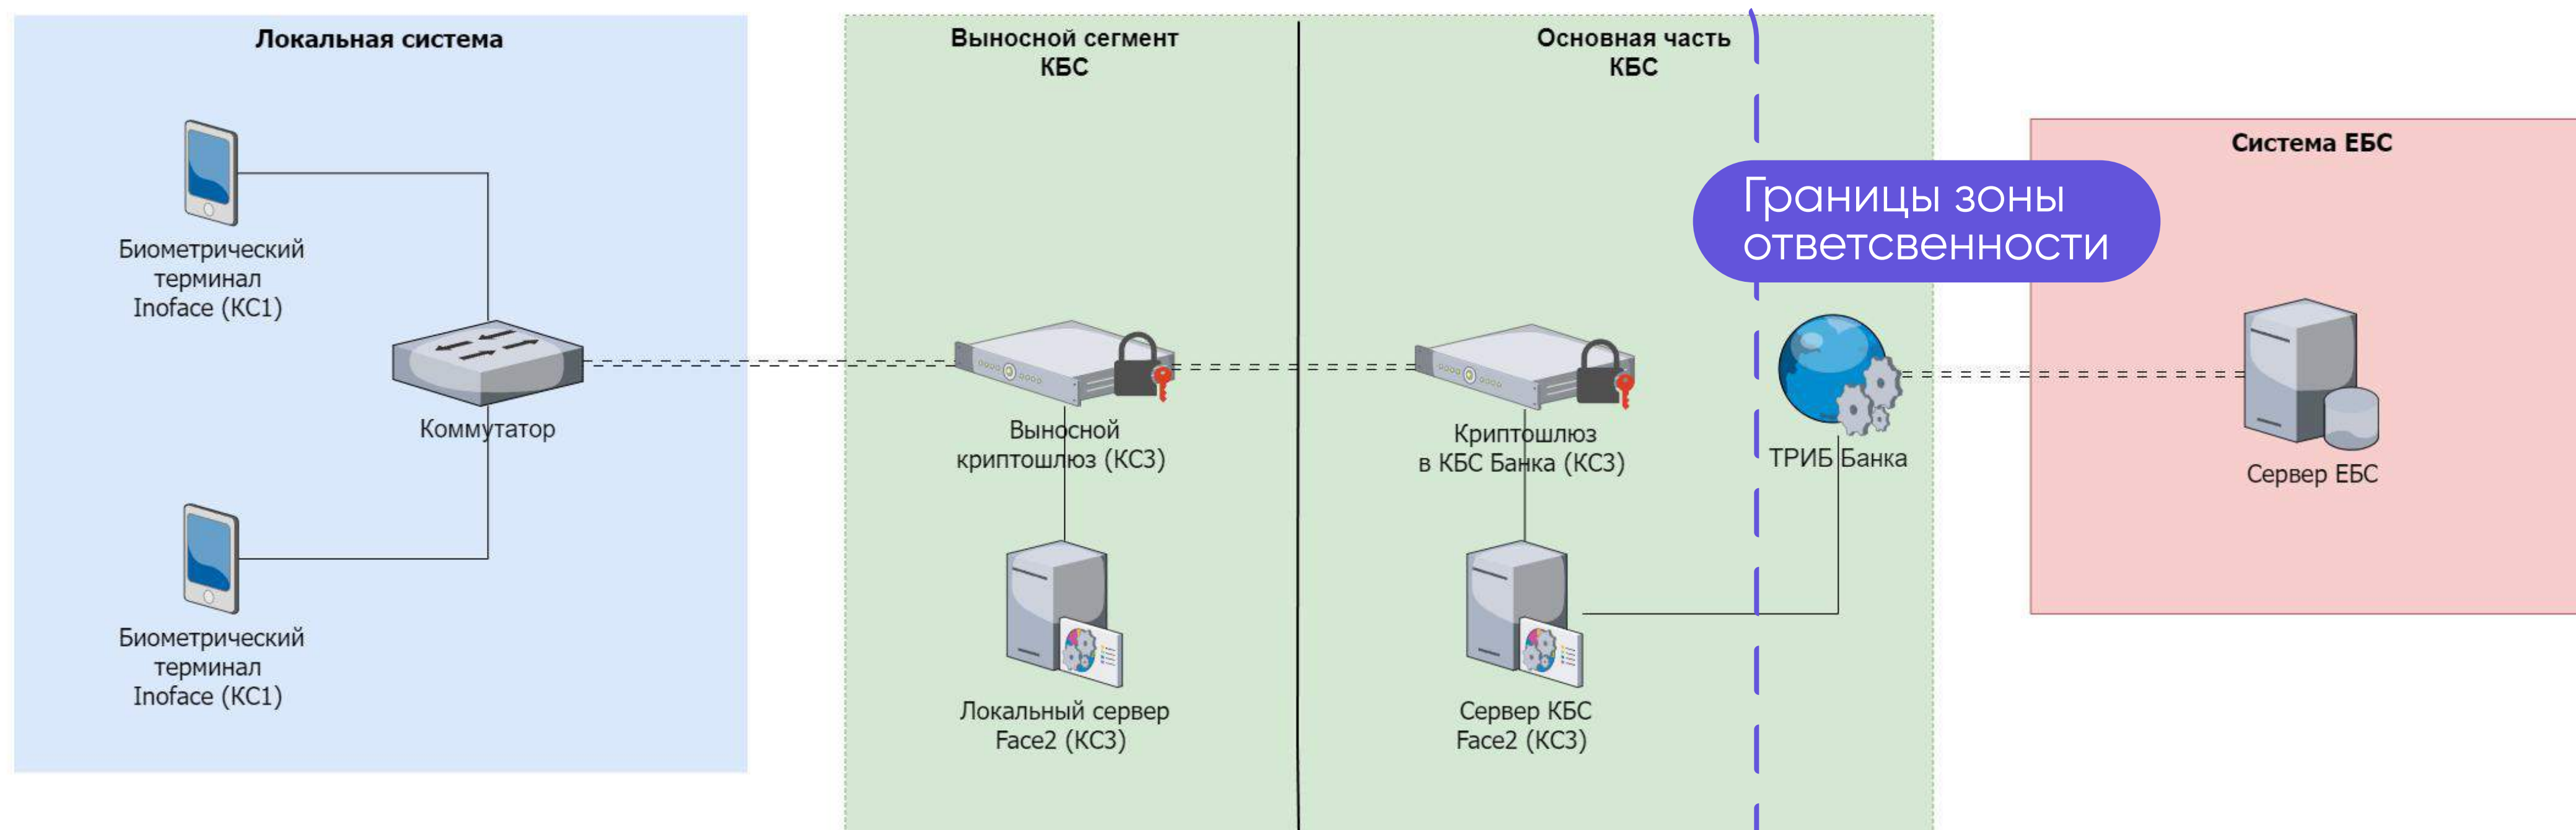 Локальная система
Биометрический
терминал
Inoface (КС1)
Коммутатор
Биометрический
терминал
Inoface (КС1)
Выносной сегмент
КБС
Выносной
криптошлюз (КС3)
Локальный сервер
Face2 (КС3)
Основная часть
КБС
Криптошлюз
в КБС Банка (КС3)
Сервер КБС
Face2 (КС3)
Границы зоны
ответсвенности
ТРИБ Банка
Система ЕБС
Сервер ЕБС